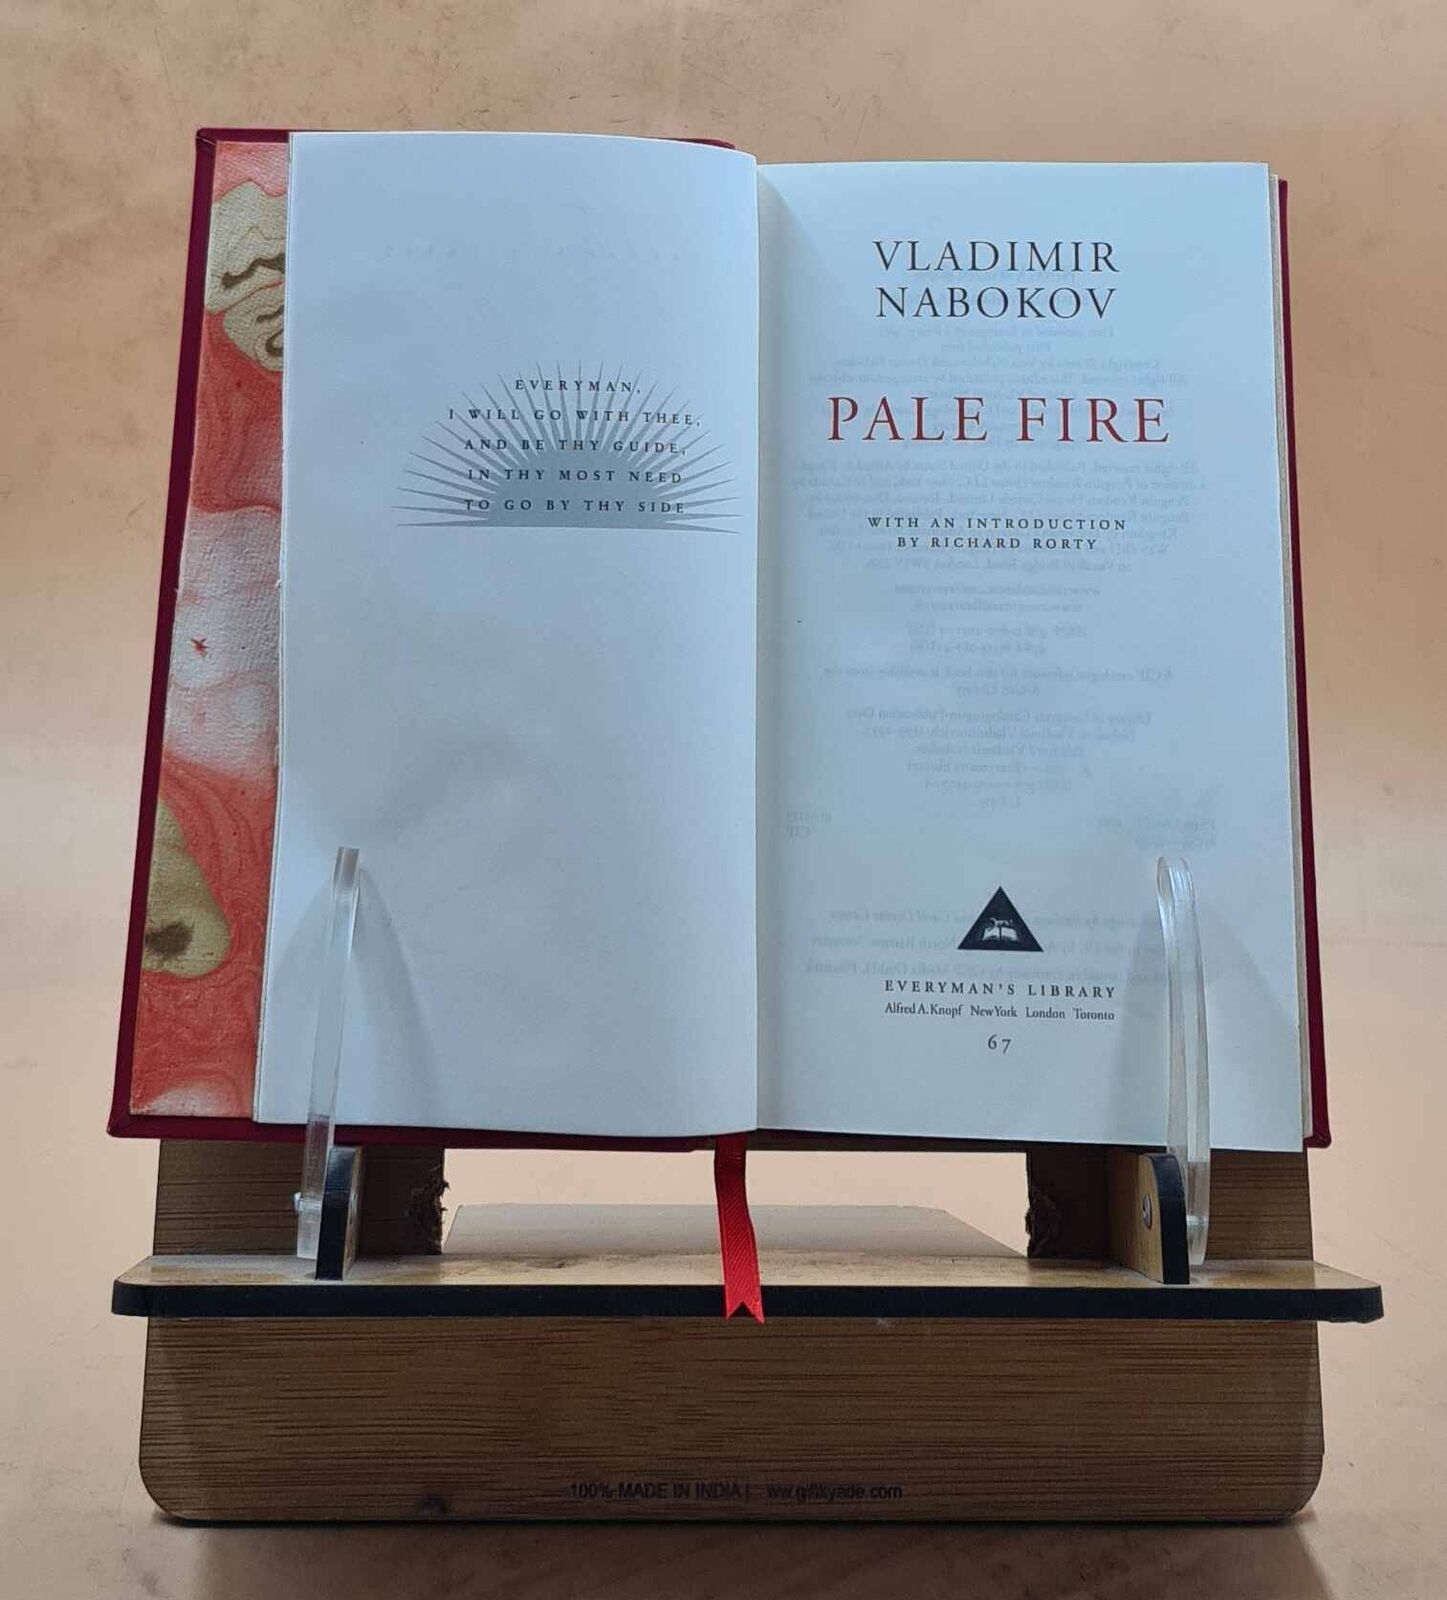 EVERYMAN,
I WILL GO WITH THEE,
AND BE THY GUIDE,
IN THY MOST NEED
TO GO BY THY SIDE
VLADIMIR
NABOKOV
PALE FIRE
WITH AN INTRODUCTION
BY RICHARD RORTY
EVERYMAN'S LIBRARY
Alfred A. Knopf New York London Toronto
67
100% MADE IN INDIA |